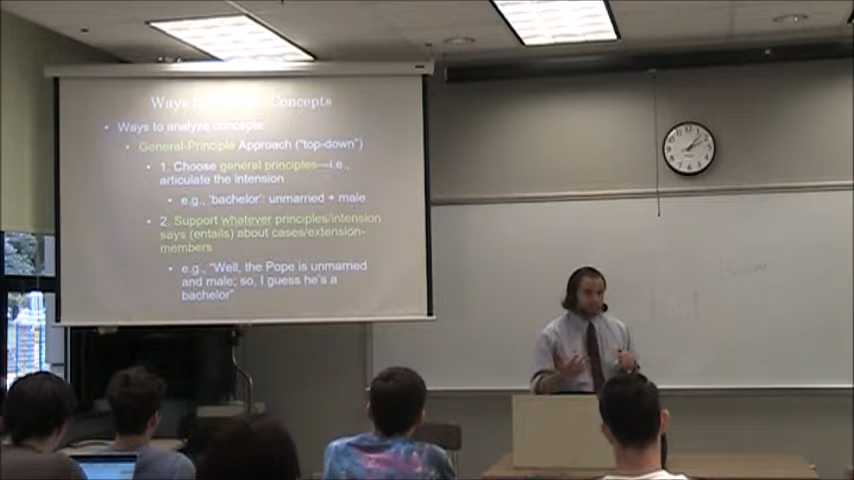 Ways Concepts
• Ways to analyze concepts:
• General-Principle Approach ("top-down")
• 1. Choose general principles—i.e.,
articulate the intension
• e.g., 'bachelor': unmarried + male
• 2. Support whatever principles/intension
says (entails) about cases/extension-
members
• e.g., "Well, the Pope is unmarried
and male; so, I guess he's a
bachelor"